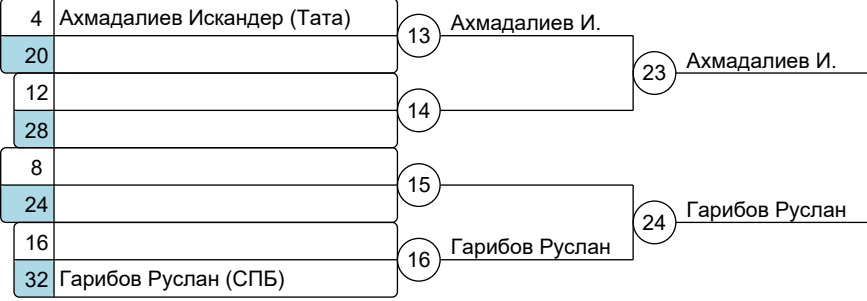 4 Ахмадалиев Искандер (Тата)
13 Ахмадалиев И.
20
23 Ахмадалиев И.
12
14
28
8
15
24
24 Гарибов Руслан
16
16 Гарибов Руслан
32 Гарибов Руслан (СПБ)